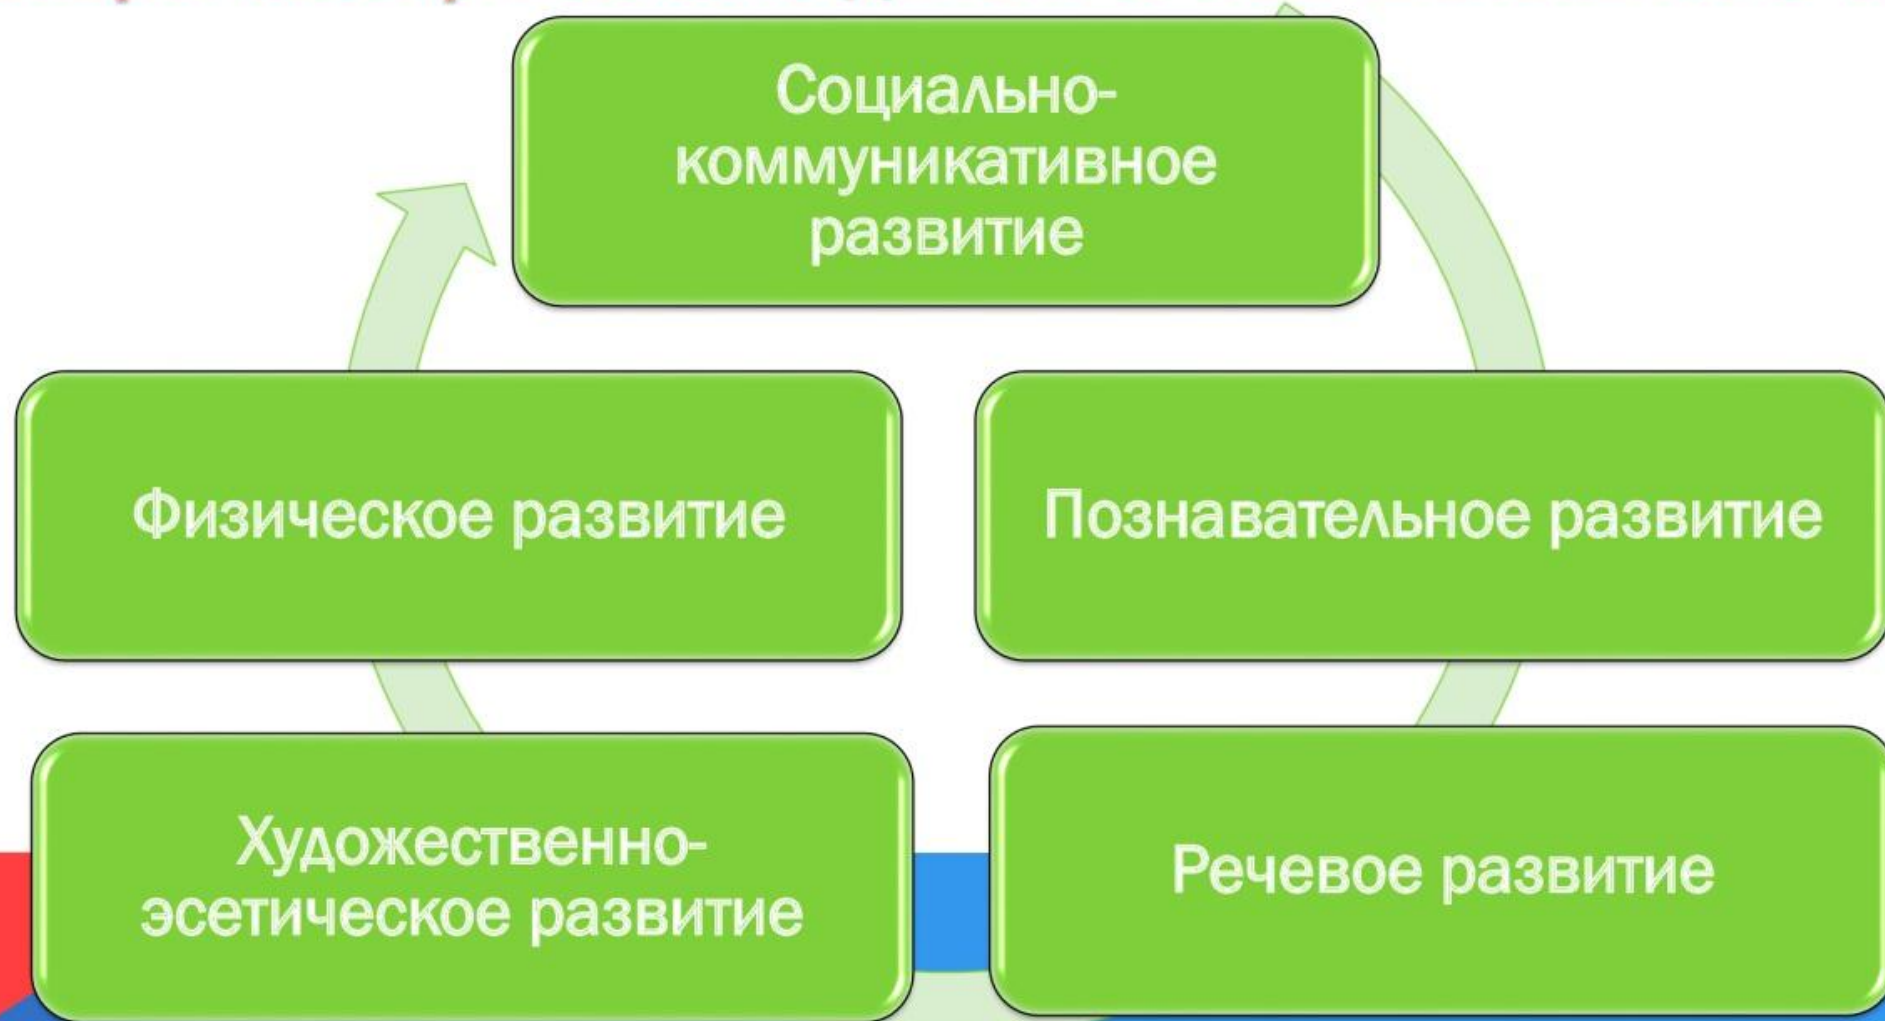 Социально-
коммуникативное
развитие
Физическое развитие
Познавательное развитие
Художественно-
эсетическое развитие
Речевое развитие